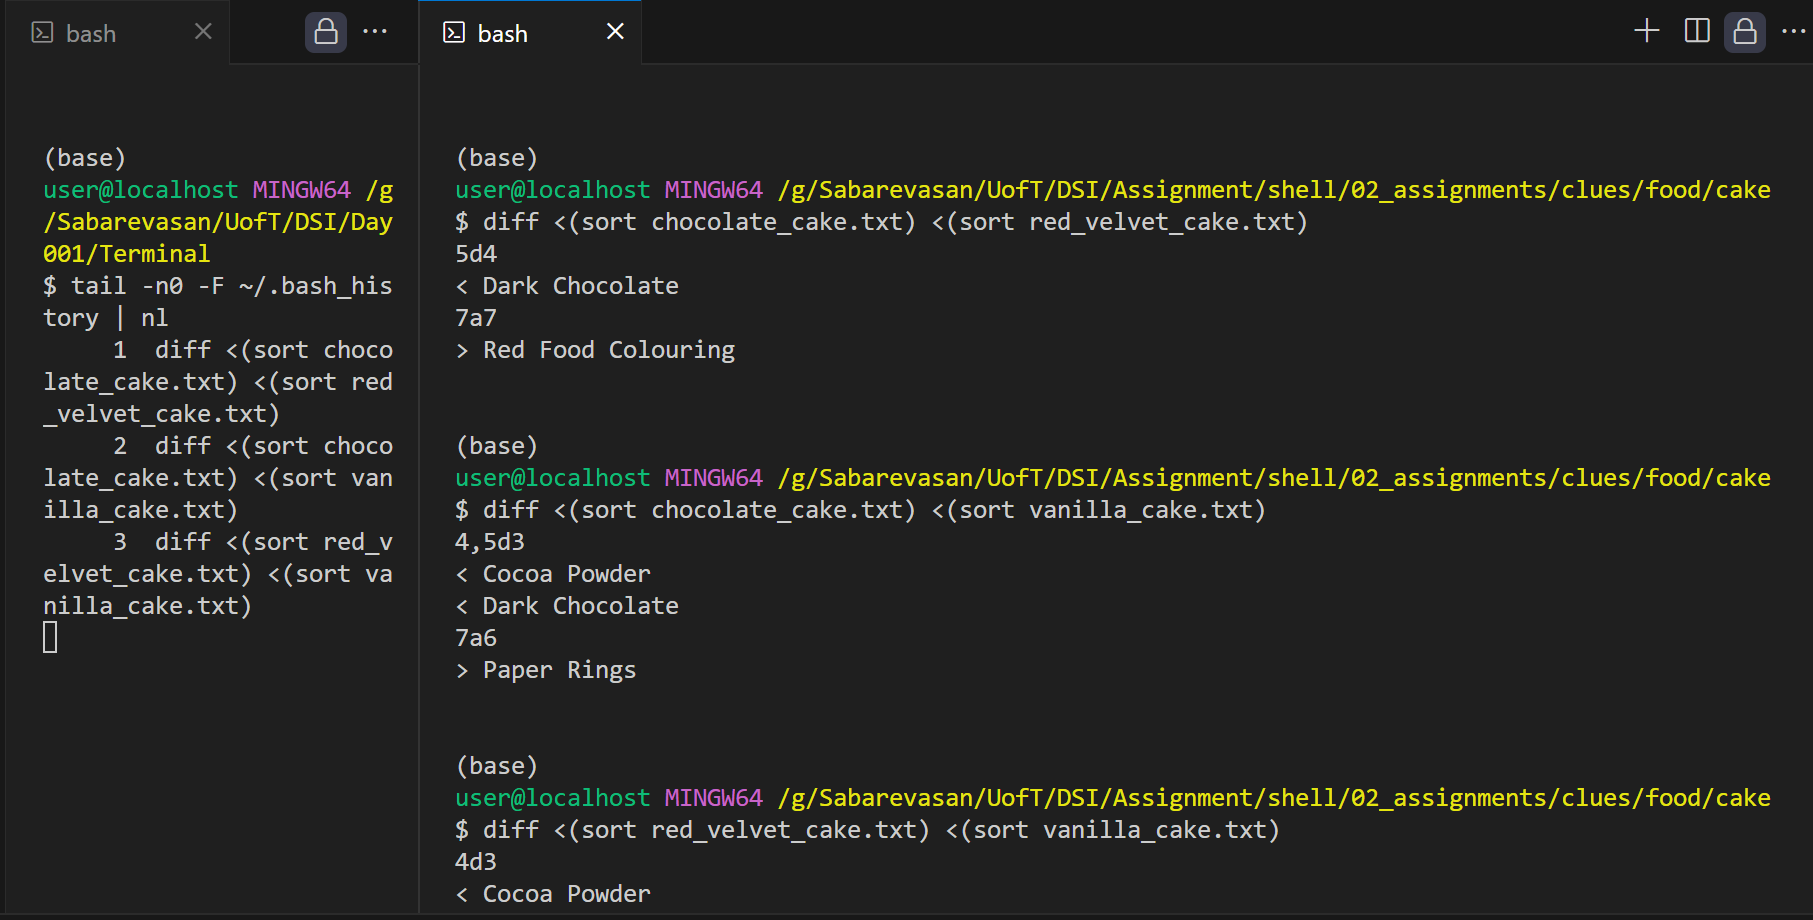 bash
(base)
user@localhost MINGW64 /g
/Sabarevasan/UofT/DSI/Day
001/Terminal
$ tail -n0 -F ~/.bash_his
tory | nl
1  diff <(sort choco
late_cake.txt) <(sort red
_velvet_cake.txt)
2  diff <(sort choco
late_cake.txt) <(sort van
illa_cake.txt)
3  diff <(sort red_v
elvet_cake.txt) <(sort va
nilla_cake.txt)
bash
(base)
user@localhost MINGW64 /g/Sabarevasan/UofT/DSI/Assignment/shell/02_assignments/clues/food/cake
$ diff <(sort chocolate_cake.txt) <(sort red_velvet_cake.txt)
5d4
< Dark Chocolate
7a7
> Red Food Colouring
(base)
user@localhost MINGW64 /g/Sabarevasan/UofT/DSI/Assignment/shell/02_assignments/clues/food/cake
$ diff <(sort chocolate_cake.txt) <(sort vanilla_cake.txt)
4,5d3
< Cocoa Powder
< Dark Chocolate
7a6
> Paper Rings
(base)
user@localhost MINGW64 /g/Sabarevasan/UofT/DSI/Assignment/shell/02_assignments/clues/food/cake
$ diff <(sort red_velvet_cake.txt) <(sort vanilla_cake.txt)
4d3
< Cocoa Powder